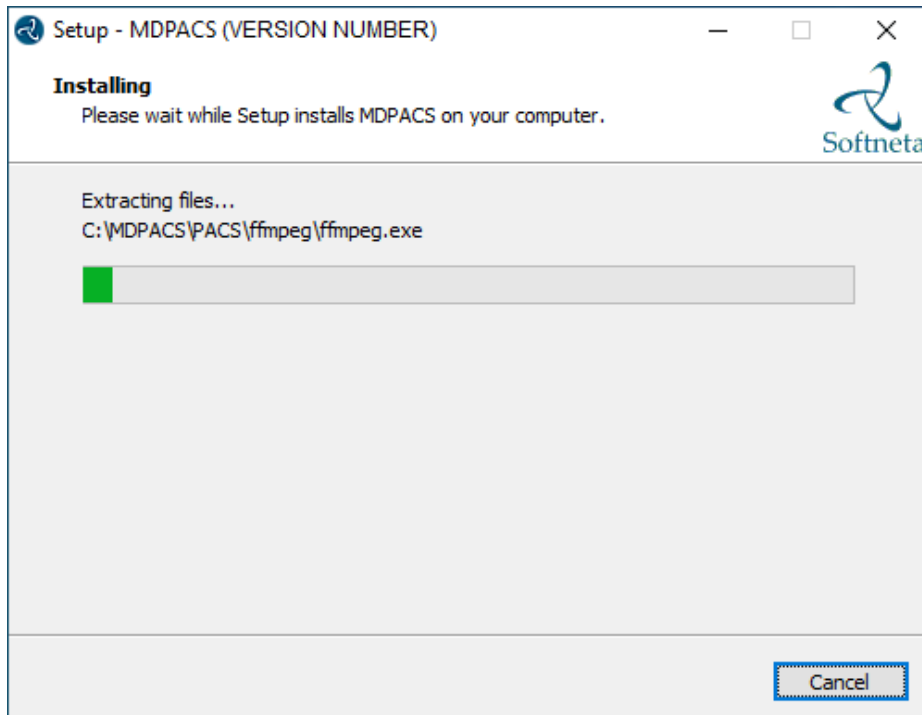 Setup - MDPACS (VERSION NUMBER)
Installing
Please wait while Setup installs MDPACS on your computer.
Softneta
Extracting files...
C:\MDPACS\PACS\ffmpeg\ffmpeg.exe
Cancel